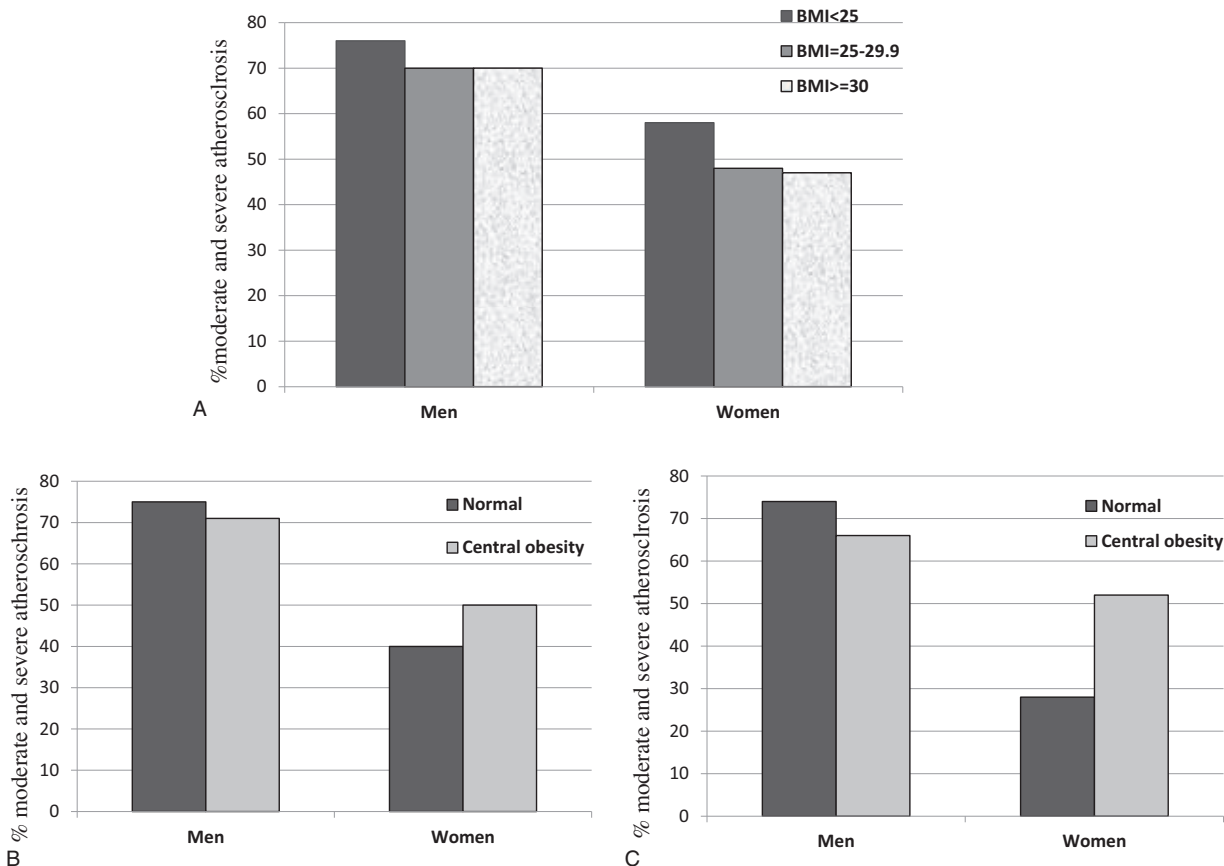 %moderate and severe atherosclrosis
80
70
60
50
40
30
20
10
0
BMI<25
BMI=25-29.9
BMI>=30
Men Women
A
% moderate and severe atheroschrosis
80
70
60
50
40
30
20
10
0
Normal
Central obesity
Men Women
B
% moderate and severe atherosclrosis
80
70
60
50
40
30
20
10
0
Normal
Central obesity
Men Women
C